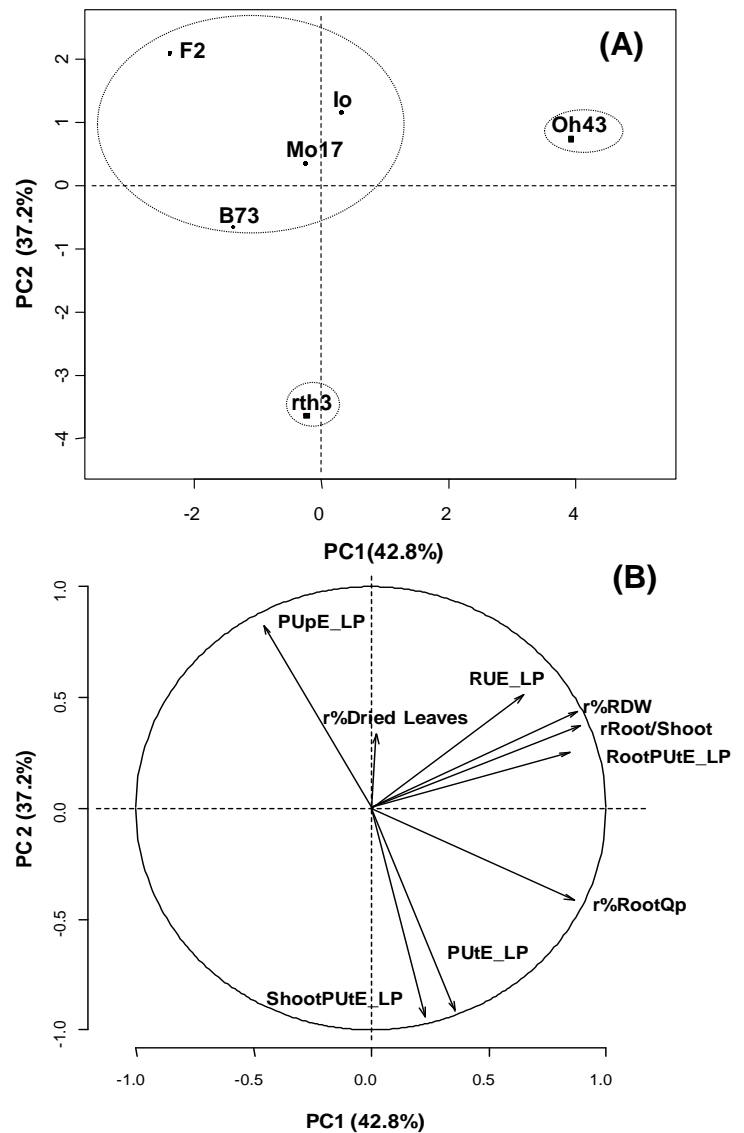 (A)
F2
Io
Oh43
Mo17
B73
rth3
2
1
0
-1
-2
-3
-4
PC2 (37.2%)
-2
0
2
4
PC1(42.8%)
(B)
1.0
0.5
0.0
-0.5
-1.0
PC2 (37.2%)
PUpE_LP
RUE_LP
r%Dried Leaves
r%RDW
rRoot/Shoot
RootPUtE_LP
r%RootQp
PUtE_LP
ShootPUtE_LP
-1.0
-0.5
0.0
0.5
1.0
PC1 (42.8%)